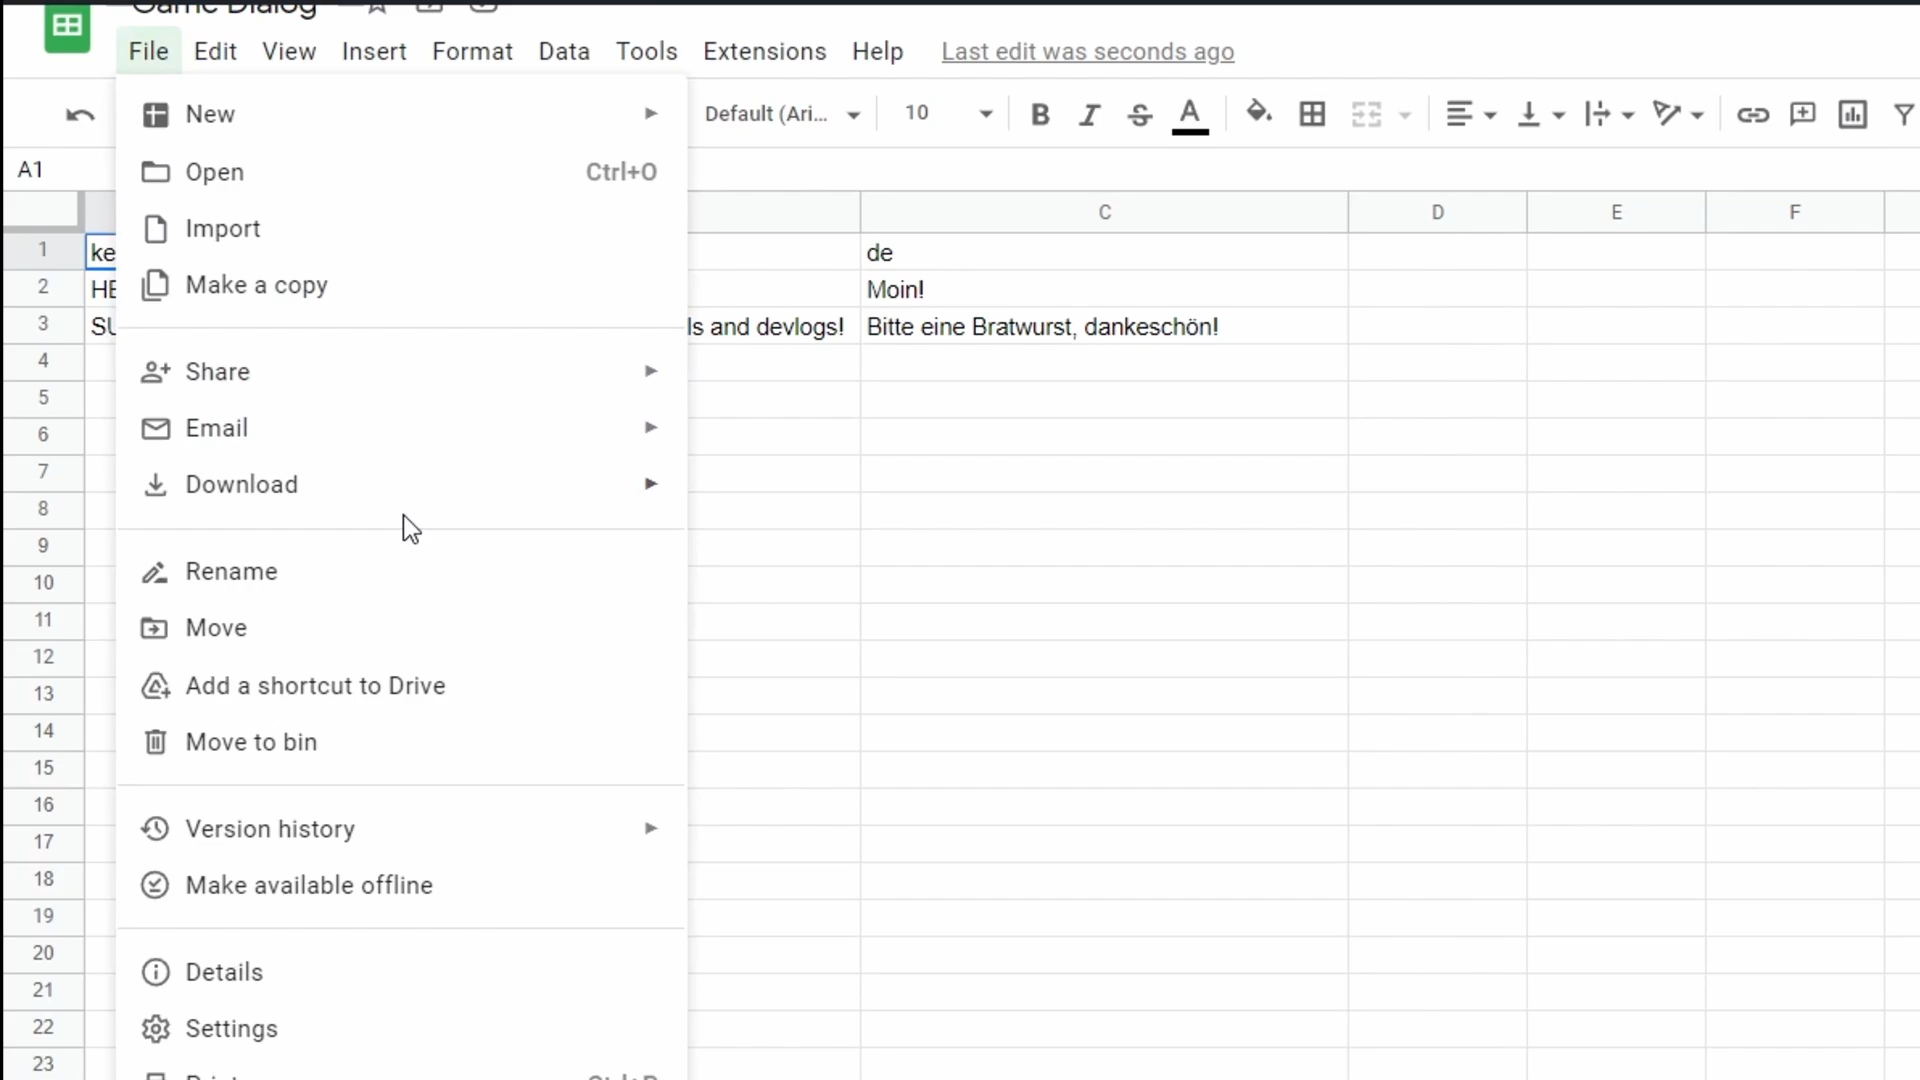 Game Dialog
File Edit View Insert Format Data Tools Extensions Help Last edit was seconds ago
New
Default (Ari... 10 B I S A
Open Ctrl+O
A1
Import
C D E F
1 ke de
2 HE Moin!
Make a copy
3 SU ls and devlogs! Bitte eine Bratwurst, dankeschön!
4
Share
5
6 Email
7
Download
8
9
10 Rename
11
Move
12
13 Add a shortcut to Drive
14
Move to bin
15
16
17 Version history
18
Make available offline
19
20
21 Details
22 Settings
23
Print Ctrl+P